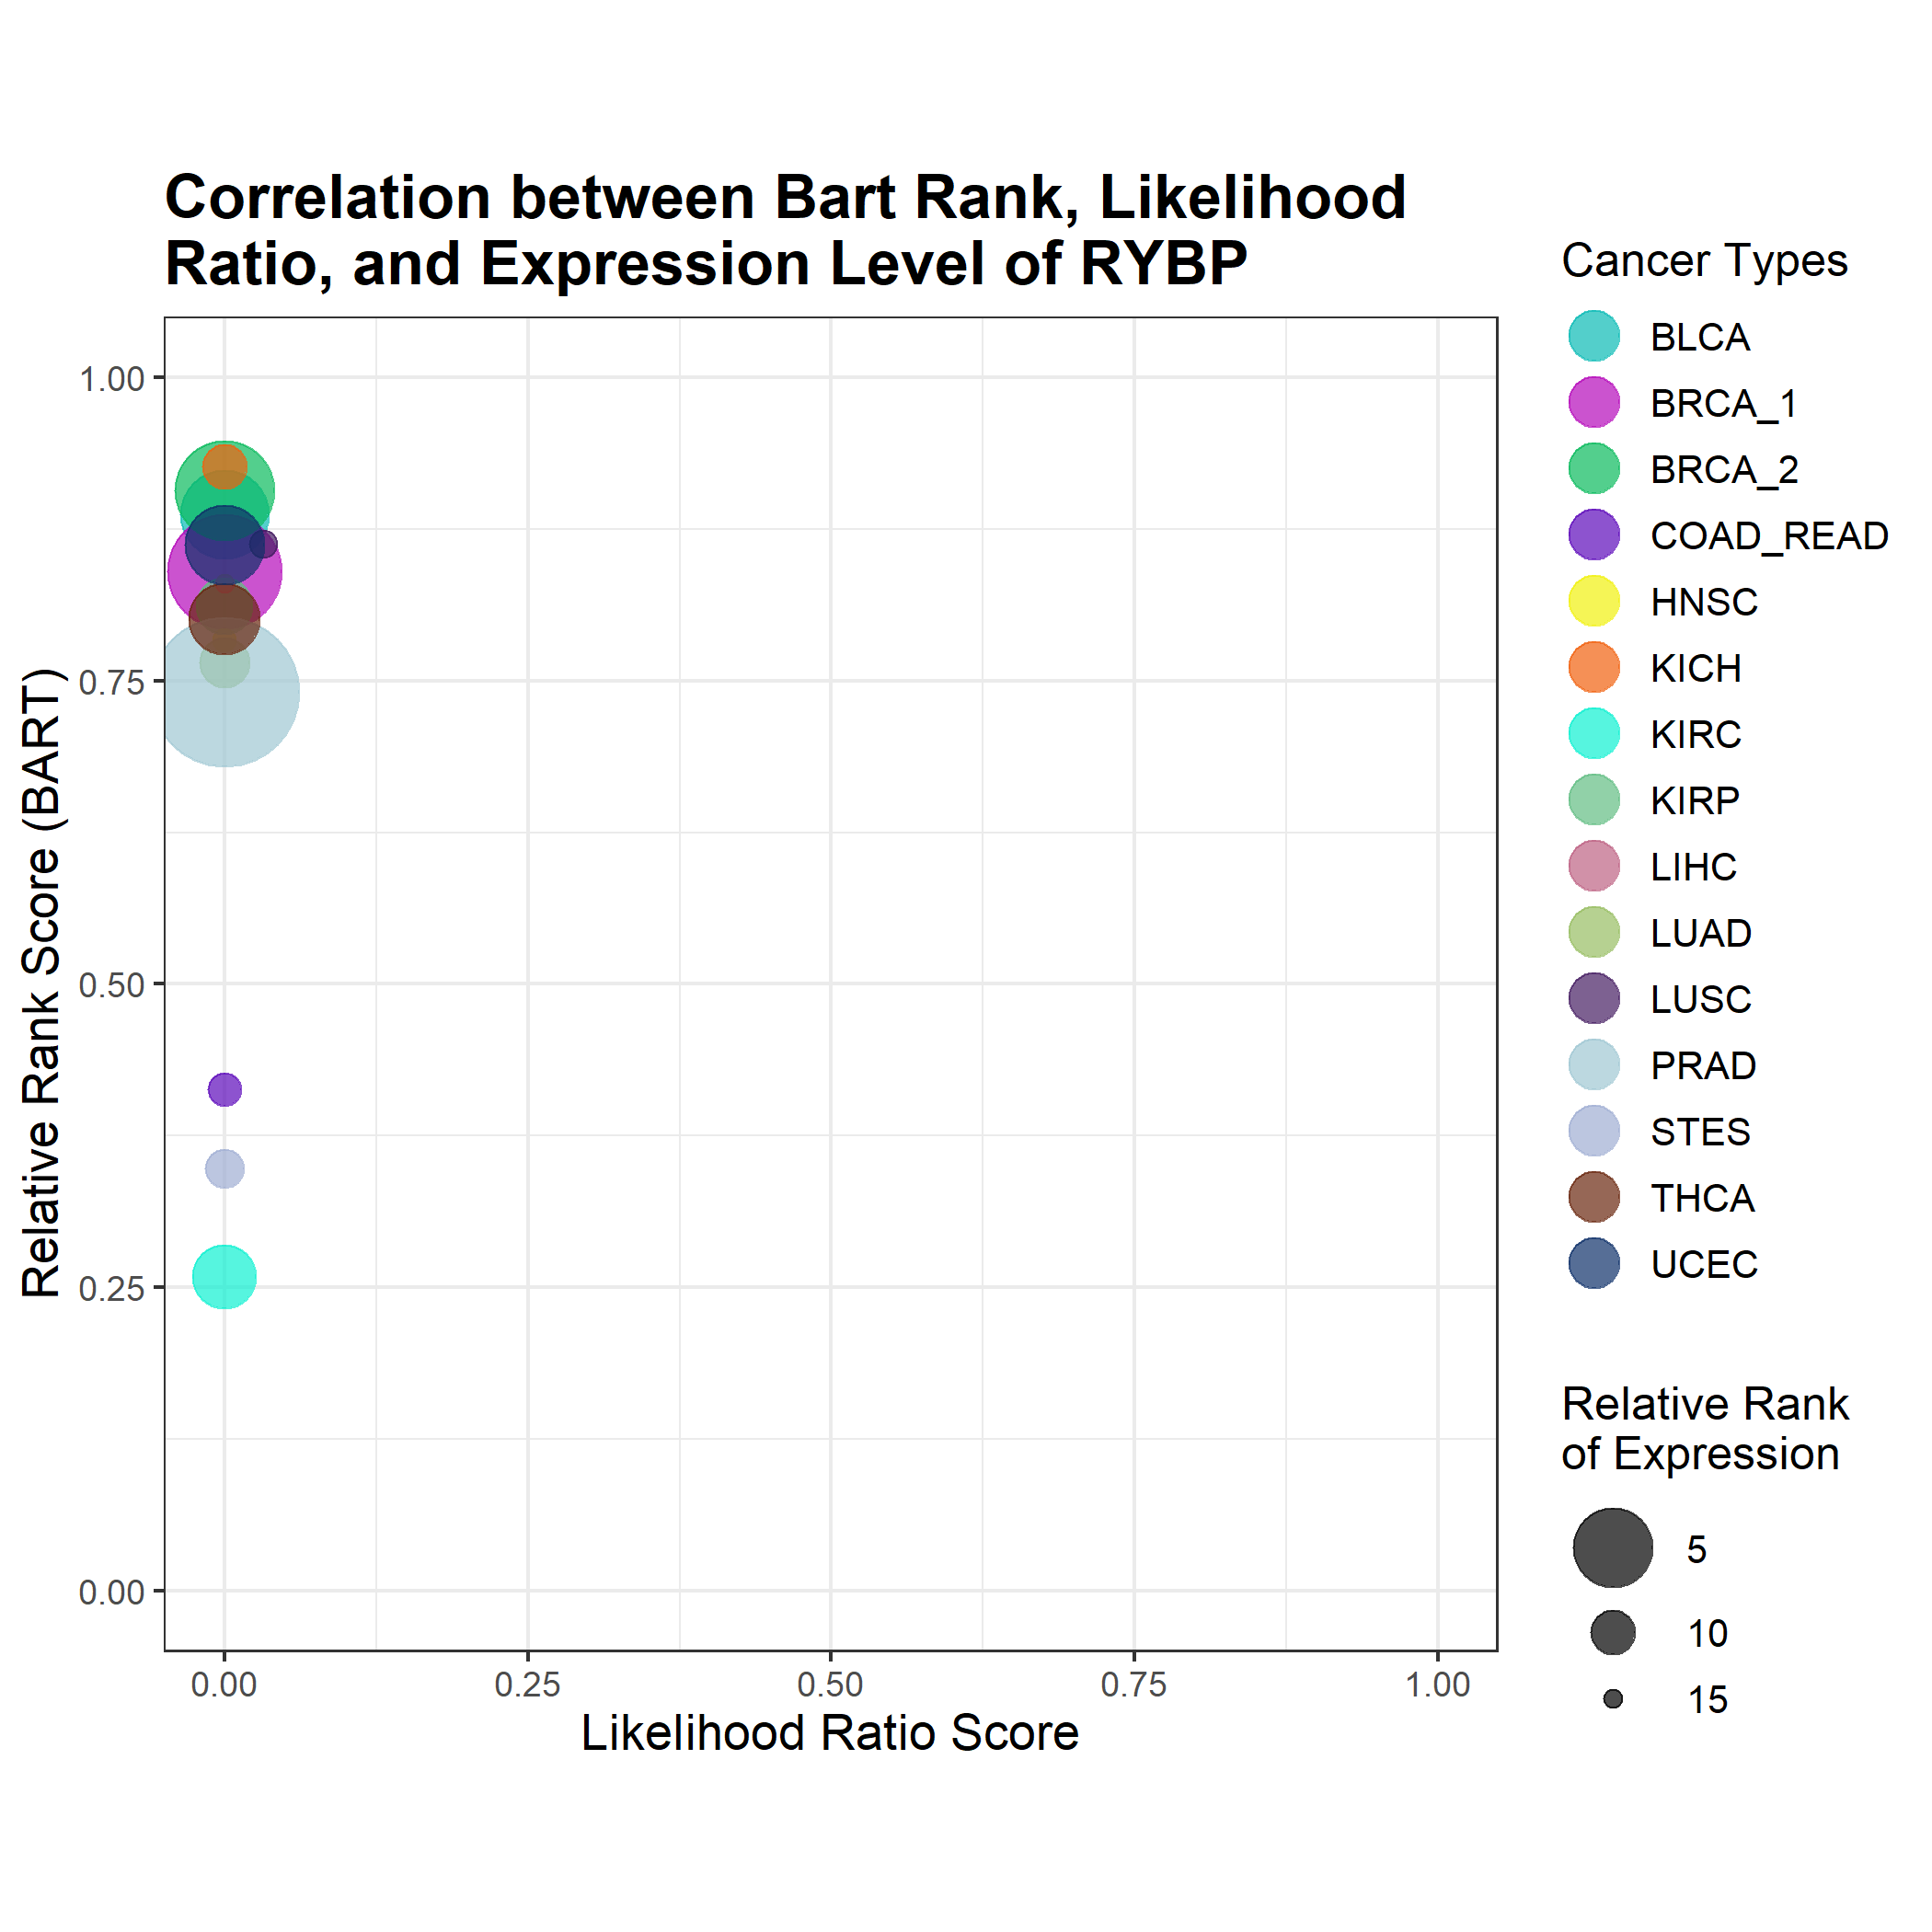 Correlation between Bart Rank, Likelihood
Ratio, and Expression Level of RYBP
Relative Rank Score (BART)
1.00
0.75
0.50
0.25
0.00
0.00
0.25
0.50
0.75
1.00
Likelihood Ratio Score
Cancer Types
BLCA
BRCA_1
BRCA_2
COAD_READ
HNSC
KICH
KIRC
KIRP
LIHC
LUAD
LUSC
PRAD
STES
THCA
UCEC
Relative Rank
of Expression
5
10
15